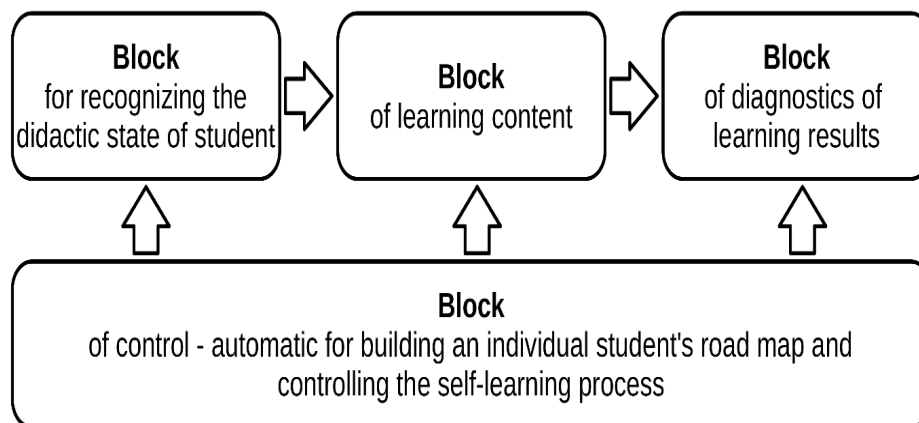 Block
for recognizing the
didactic state of student
Block
of learning content
Block
of diagnostics of
learning results
Block
of control - automatic for building an individual student's road map and
controlling the self-learning process